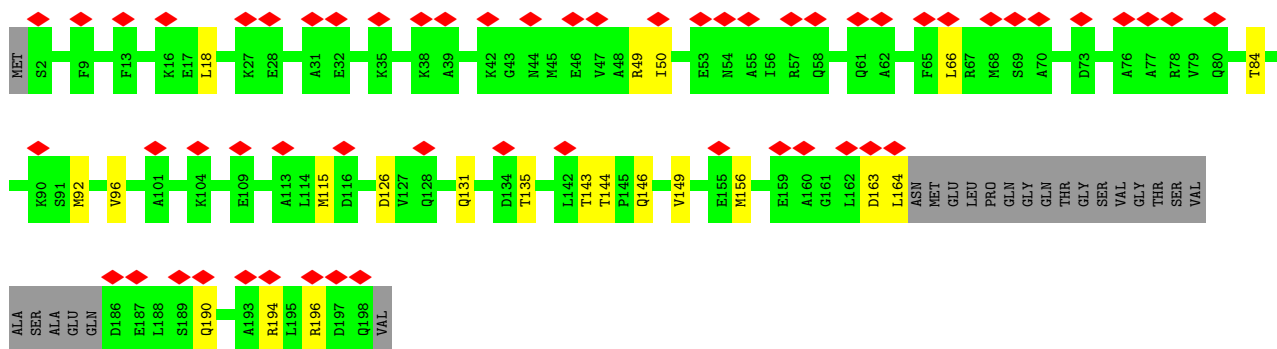 MET S2 F9 F13 K16 E17 L18 K27 E28 A31 E32 K35 K38 A39 K42 G43 N44 M45 E46 V47 A48 R49 I50 E53 N54 A55 I56 R57 Q58 Q61 A62 F65 L66 R67 M68 S69 A70 D73 A76 A77 R78 V79 Q80 T84
K90 S91 M92 V96 A101 K104 E109 A113 L114 M115 D116 D126 V127 Q128 Q131 D134 T135 L142 T143 T144 P145 Q146 V149 E155 M156 E159 A160 G161 L162 D163 L164 ASN MET GLU LEU PRO GLN GLY GLN THR GLY SER VAL GLY THR SER VAL
ALA SER ALA GLU GLN D186 E187 L188 S189 Q190 A193 R194 L195 R196 D197 Q198 VAL